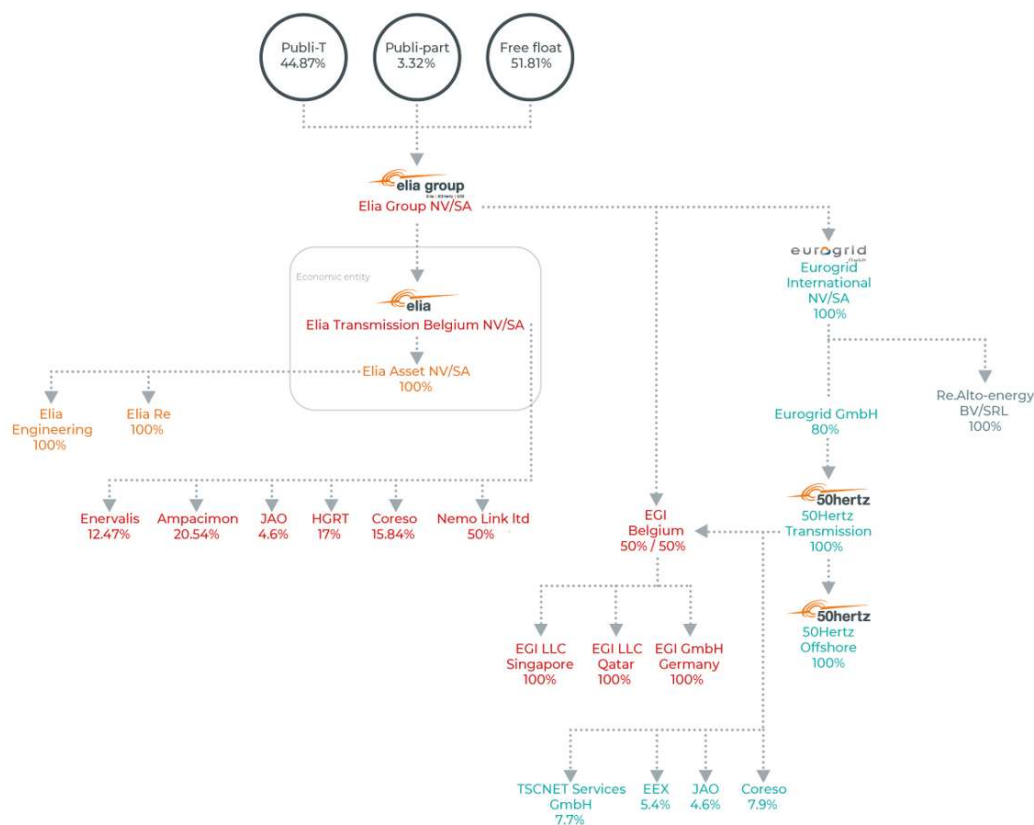 Publi-T
44.87%
Publi-part
3.32%
Free float
51.81%
elia group
Elia Group NV/SA
eurogrid
Eurogrid
International
NV/SA
100%
Economic entity
elia
Elia Transmission Belgium NV/SA
Elia Asset NV/SA
100%
Elia
Engineering
100%
Elia Re
100%
Eurogrid GmbH
80%
Re.Alto-energy
BV/SRL
100%
Enervalis
12.47%
Ampacimon
20.54%
JAO
4.6%
HGRT
17%
Coreso
15.84%
Nemo Link ltd
50%
EGI
Belgium
50% / 50%
50hertz
50Hertz
Transmission
100%
50hertz
50Hertz
Offshore
100%
EGI LLC
Singapore
100%
EGI LLC
Qatar
100%
EGI GmbH
Germany
100%
TSCNET Services
GmbH
7.7%
EEX
5.4%
JAO
4.6%
Coreso
7.9%